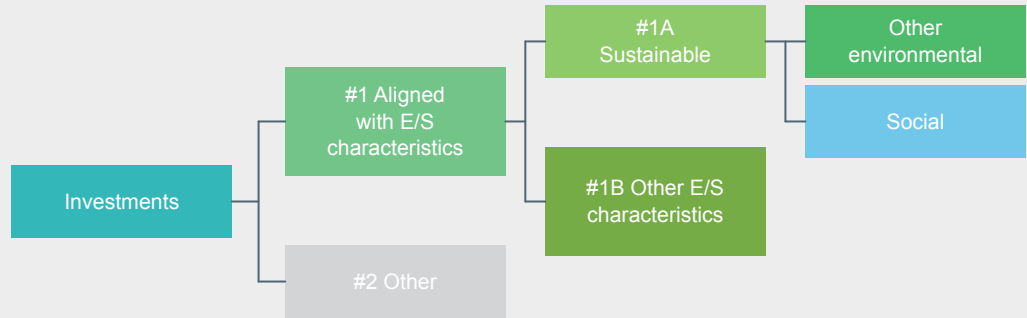 #1A
Sustainable
Other
environmental
#1 Aligned
with E/S
characteristics
Social
Investments
#1B Other E/S
characteristics
#2 Other